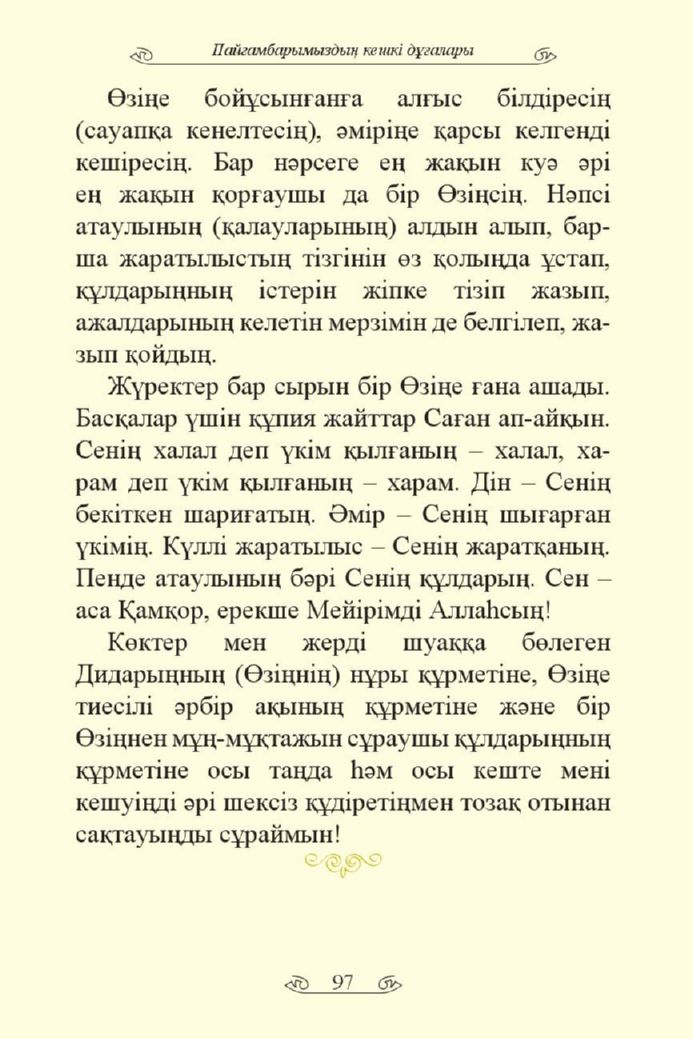 Пайғамбарымыздың кешкі дұғалары
Өзіңе бойұсынғанға алғыс білдіресің
(сауапқа кенелтесің), әміріңе қарсы келгенді
кешіресің. Бар нәрсеге ең жақын куә әрі
ең жақын қорғаушы да бір Өзіңсің. Нәпсі
атаулының (қалауларының) алдын алып, бар-
ша жаратылыстың тізгінін өз қолыңда ұстап,
құлдарыңның істерін жіпке тізіп жазып,
ажалдарының келетін мерзімін де белгілеп, жа-
зып қойдың.
Жүректер бар сырын бір Өзіңе ғана ашады.
Басқалар үшін құпия жайттар Саған ап-айқын.
Сенің халал деп үкім қылғаның – халал, ха-
рам деп үкім қылғаның – харам. Дін – Сенің
бекіткен шариғатың. Әмір – Сенің шығарған
үкімің. Күллі жаратылыс – Сенің жаратқаның.
Пенде атаулының бәрі Сенің құлдарың. Сен –
аса Қамқор, ерекше Мейірімді Аллаһсың!
Көктер мен жерді шуаққа бөлеген
Дидарыңның (Өзіңнің) нұры құрметіне, Өзіңе
тиесілі әрбір ақының құрметіне және бір
Өзіңнен мұң-мұқтажын сұраушы құлдарыңның
құрметіне осы таңда һәм осы кеште мені
кешуіңді әрі шексіз құдіретіңмен тозақ отынан
сақтауыңды сұраймын!
97